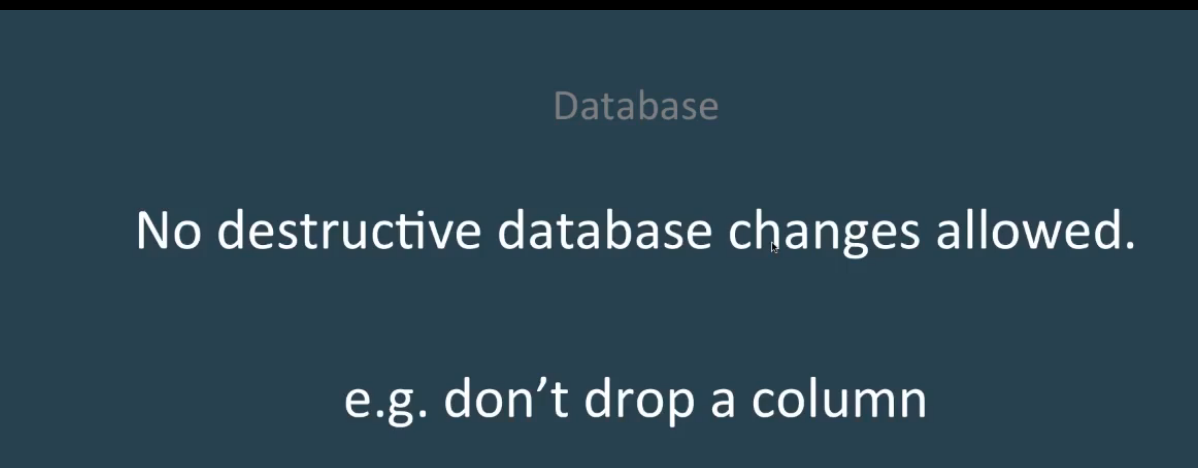 Database
No destructive database changes allowed.
e.g. don’t drop a column